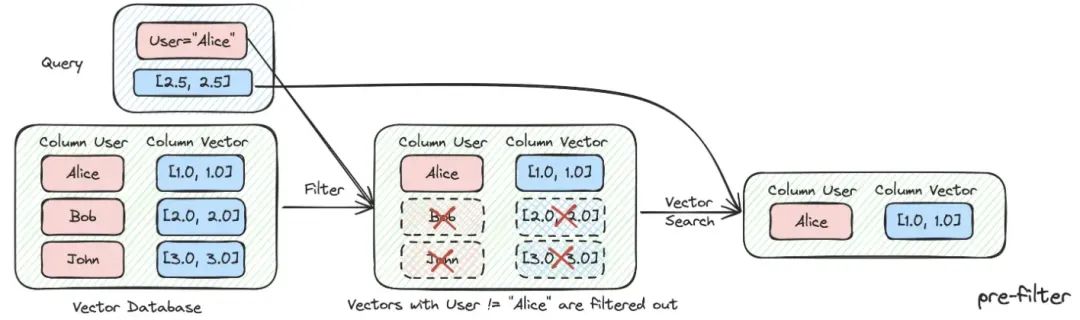 Query
User="Alice"
[2.5, 2.5]
Column User Column Vector
Alice [1.0, 1.0]
Bob [2.0, 2.0]
John [3.0, 3.0]
Vector Database
Filter
Column User Column Vector
Alice [1.0, 1.0]
Bob [2.0, 2.0]
John [3.0, 3.0]
Vectors with User != "Alice" are filtered out
Vector
Search
Column User Column Vector
Alice [1.0, 1.0]
pre-filter